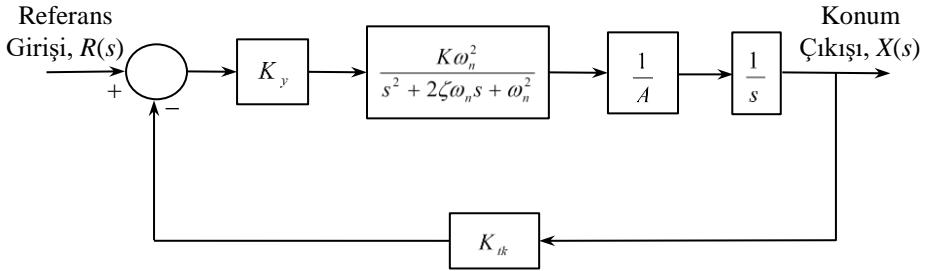 Referans
Girişi, R(s)
Konum
Çıkışı, X(s)
+
−
K_y
Kω_n^2
s^2 + 2ζω_n s + ω_n^2
1
A
1
s
K_tk